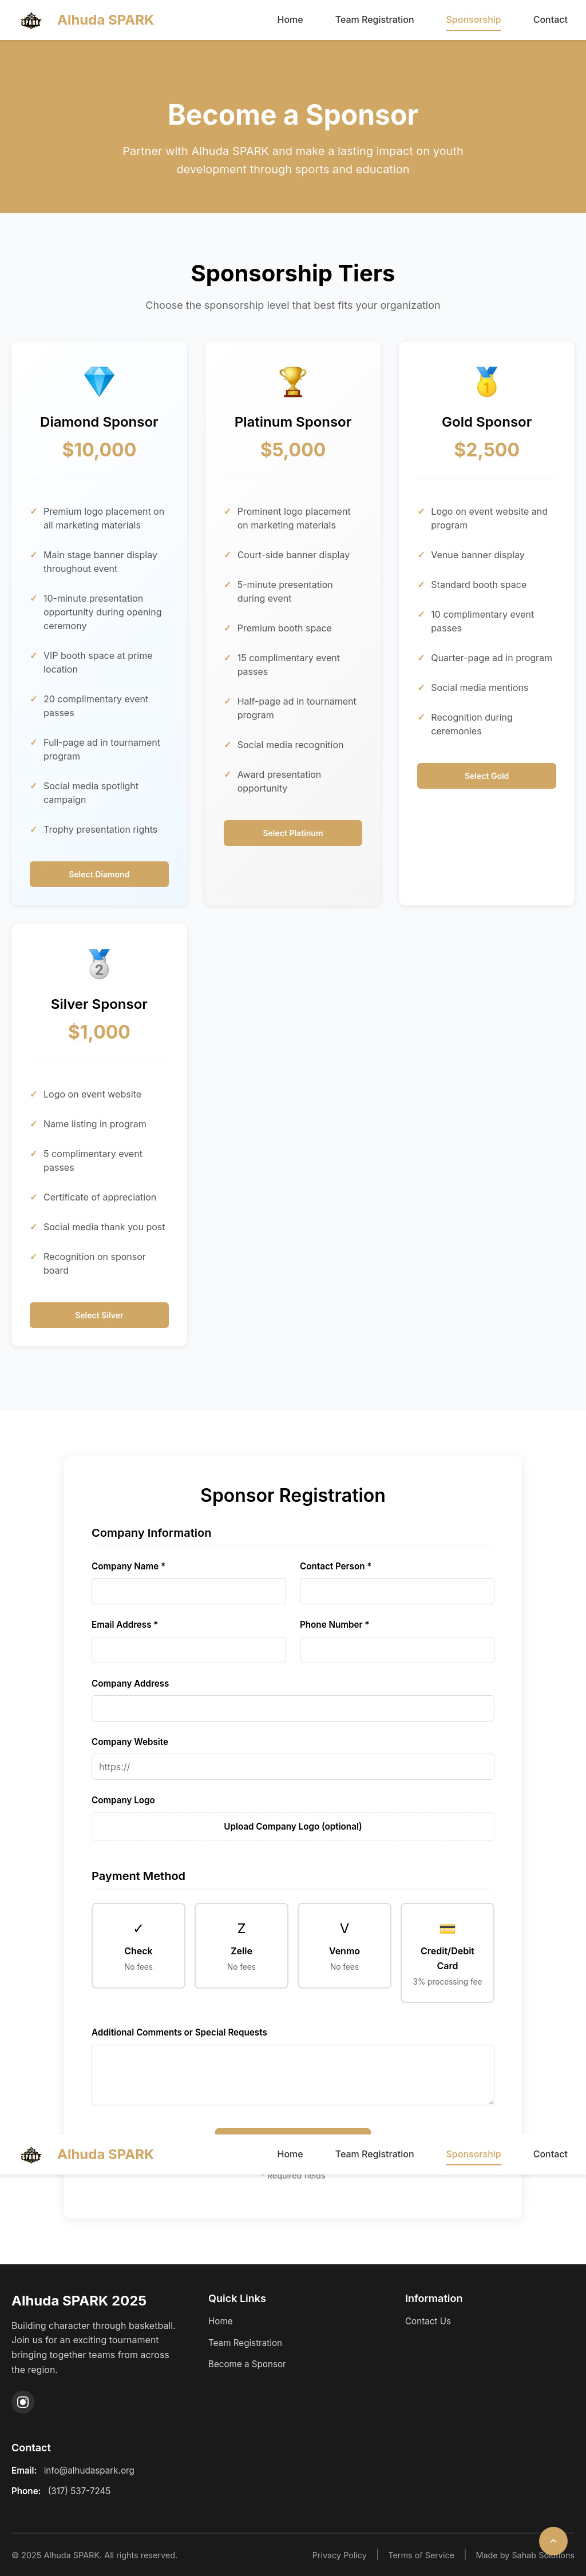 SPARK
Alhuda SPARK
Home
Team Registration
Sponsorship
Contact
Become a Sponsor
Partner with Alhuda SPARK and make a lasting impact on youth
development through sports and education
Sponsorship Tiers
Choose the sponsorship level that best fits your organization
Diamond Sponsor
$10,000
✓ Premium logo placement on
all marketing materials
✓ Main stage banner display
throughout event
✓ 10-minute presentation
opportunity during opening
ceremony
✓ VIP booth space at prime
location
✓ 20 complimentary event
passes
✓ Full-page ad in tournament
program
✓ Social media spotlight
campaign
✓ Trophy presentation rights
Select Diamond
Platinum Sponsor
$5,000
✓ Prominent logo placement
on marketing materials
✓ Court-side banner display
✓ 5-minute presentation
during event
✓ Premium booth space
✓ 15 complimentary event
passes
✓ Half-page ad in tournament
program
✓ Social media recognition
✓ Award presentation
opportunity
Select Platinum
1
Gold Sponsor
$2,500
✓ Logo on event website and
program
✓ Venue banner display
✓ Standard booth space
✓ 10 complimentary event
passes
✓ Quarter-page ad in program
✓ Social media mentions
✓ Recognition during
ceremonies
Select Gold
2
Silver Sponsor
$1,000
✓ Logo on event website
✓ Name listing in program
✓ 5 complimentary event
passes
✓ Certificate of appreciation
✓ Social media thank you post
✓ Recognition on sponsor
board
Select Silver
Sponsor Registration
Company Information
Company Name *
Contact Person *
Email Address *
Phone Number *
Company Address
Company Website
https://
Company Logo
Upload Company Logo (optional)
Payment Method
✓
Check
No fees
Z
Zelle
No fees
V
Venmo
No fees
Credit/Debit
Card
3% processing fee
Additional Comments or Special Requests
SPARK
Alhuda SPARK
Home
Team Registration
Sponsorship
Contact
* Required fields
Alhuda SPARK 2025
Building character through basketball.
Join us for an exciting tournament
bringing together teams from across
the region.
Quick Links
Home
Team Registration
Become a Sponsor
Information
Contact Us
Contact
Email: info@alhudaspark.org
Phone: (317) 537-7245
© 2025 Alhuda SPARK. All rights reserved.
Privacy Policy
Terms of Service
Made by Sahab Solutions